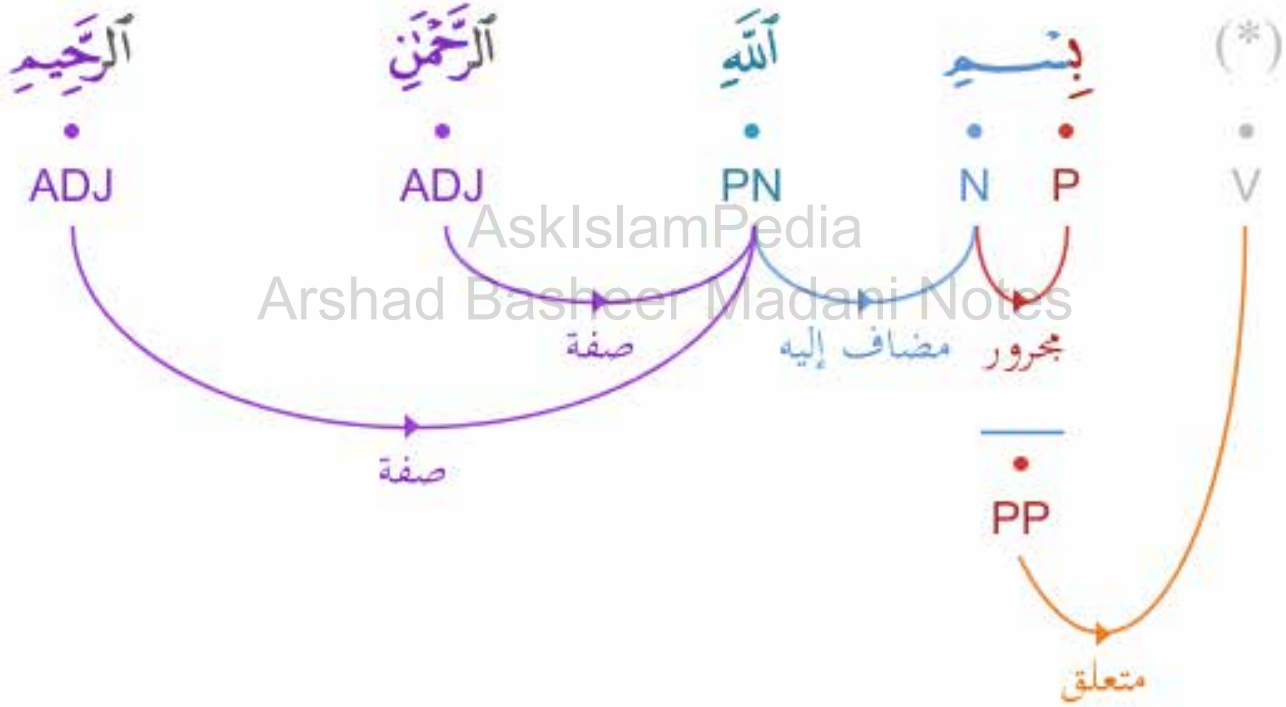 (*) بِسْمِ ٱللَّهِ ٱلرَّحْمَٰنِ ٱلرَّحِيمِ
V P N PN ADJ ADJ
AskIslamPedia
Arshad Basheer Madani Notes
مجرور مضاف إليه صفة
صفة
PP
متعلق